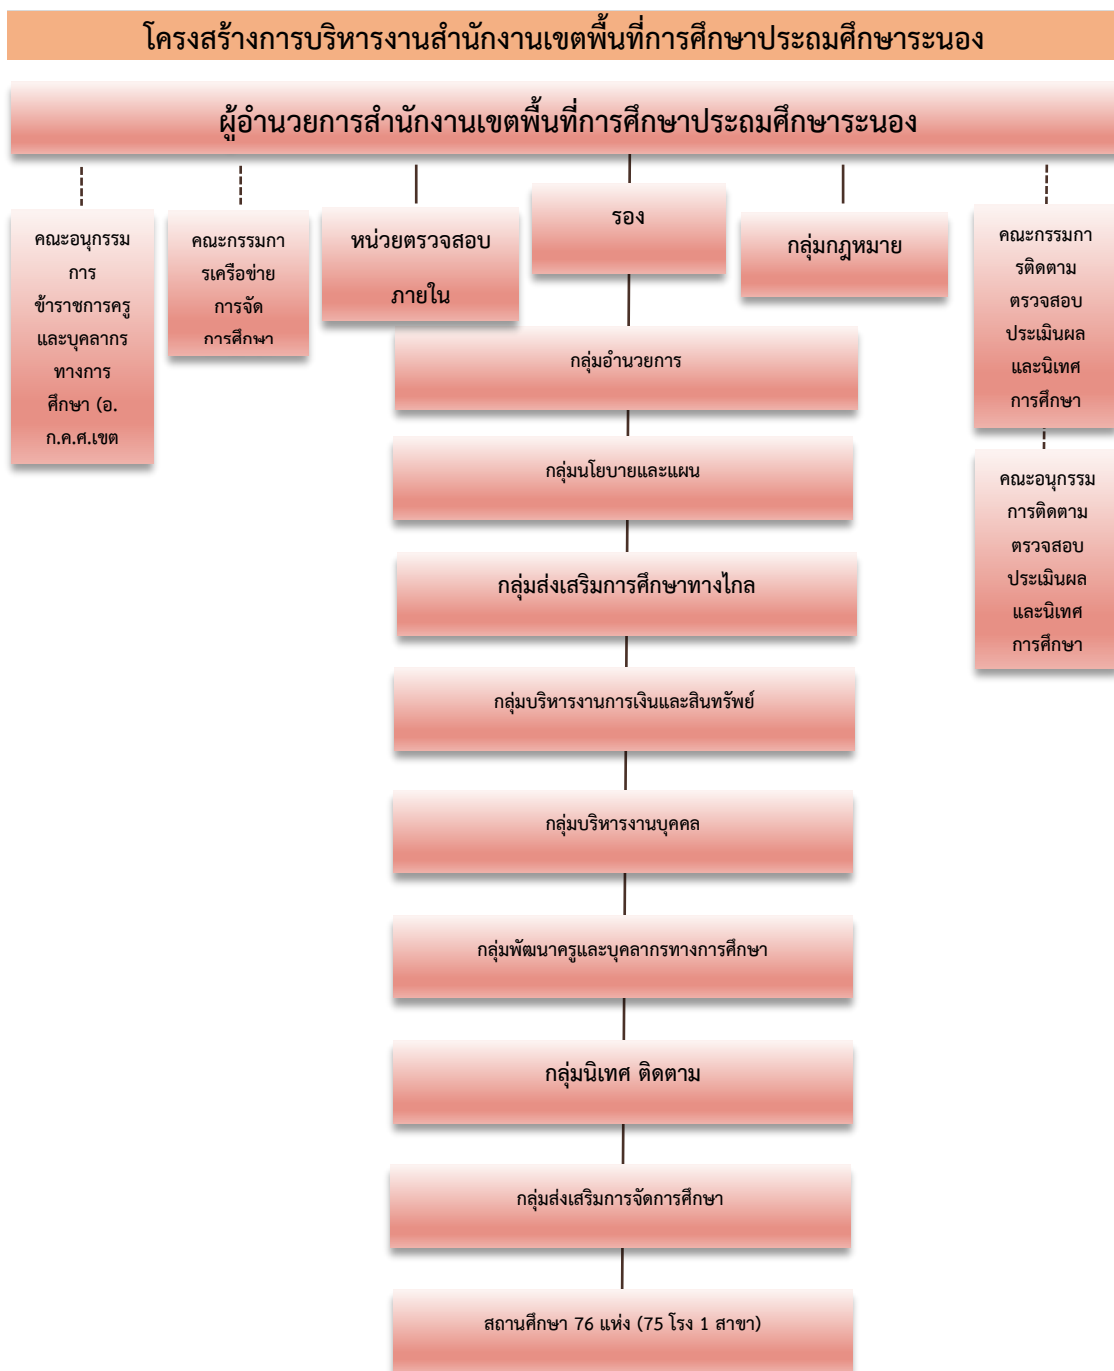 โครงสร้างการบริหารงานสำนักงานเขตพื้นที่การศึกษาประถมศึกษาระนอง
ผู้อำนวยการสำนักงานเขตพื้นที่การศึกษาประถมศึกษาระนอง
คณะอนุกรรม
การ
ข้าราชการครู
และบุคลากร
ทางการ
ศึกษา (อ.
ก.ค.ศ.เขต
คณะกรรมกา
รเครือข่าย
การจัด
การศึกษา
หน่วยตรวจสอบ
ภายใน
รอง
กลุ่มกฎหมาย
คณะกรรมกา
รติดตาม
ตรวจสอบ
ประเมินผล
และนิเทศ
การศึกษา
คณะอนุกรรม
การติดตาม
ตรวจสอบ
ประเมินผล
และนิเทศ
การศึกษา
กลุ่มอำนวยการ
กลุ่มนโยบายและแผน
กลุ่มส่งเสริมการศึกษาทางไกล
กลุ่มบริหารงานการเงินและสินทรัพย์
กลุ่มบริหารงานบุคคล
กลุ่มพัฒนาครูและบุคลากรทางการศึกษา
กลุ่มนิเทศ ติดตาม
กลุ่มส่งเสริมการจัดการศึกษา
สถานศึกษา 76 แห่ง (75 โรง 1 สาขา)